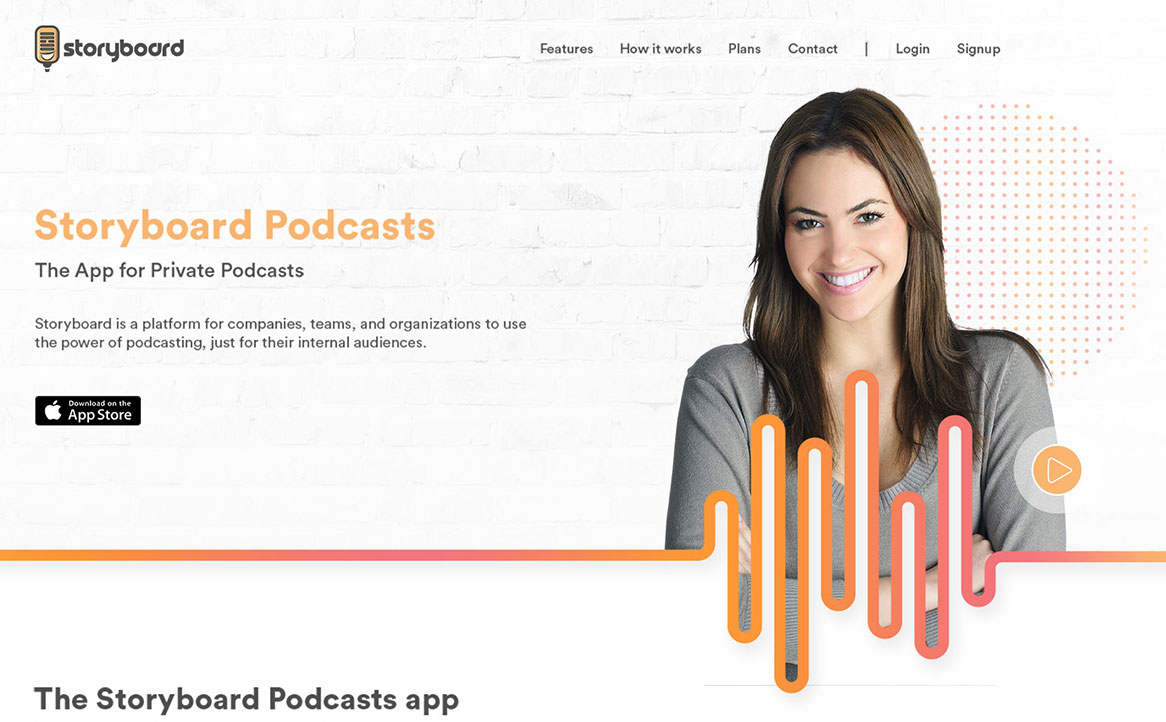 storyboard
Features How it works Plans Contact | Login Signup
Storyboard Podcasts
The App for Private Podcasts
Storyboard is a platform for companies, teams, and organizations to use
the power of podcasting, just for their internal audiences.
Download on the
App Store
The Storyboard Podcasts app